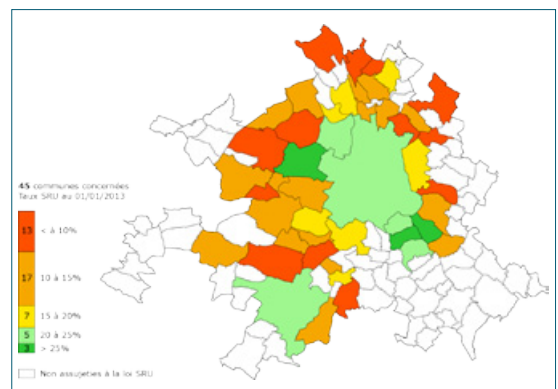 45 communes concernées
Taux SRU au 01/01/2013
13 < à 10%
17 10 à 15%
7 15 à 20%
5 20 à 25%
3 > 25%
Non assujeties à la loi SRU